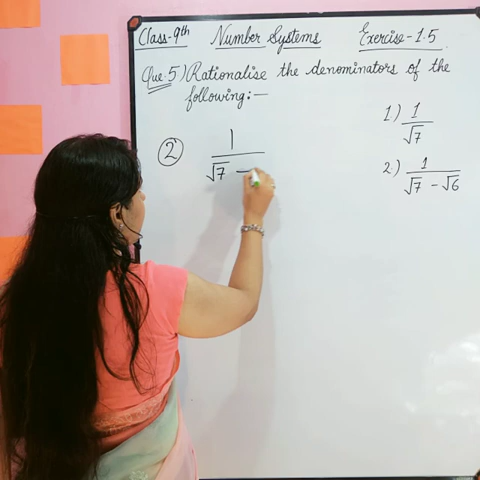 Class-9th Number Systems Exercise-1.5
Que.5) Rationalise the denominators of the
following:—
1) 1/√7
2) 1/(√7 - √6)
② 1/(√7 -